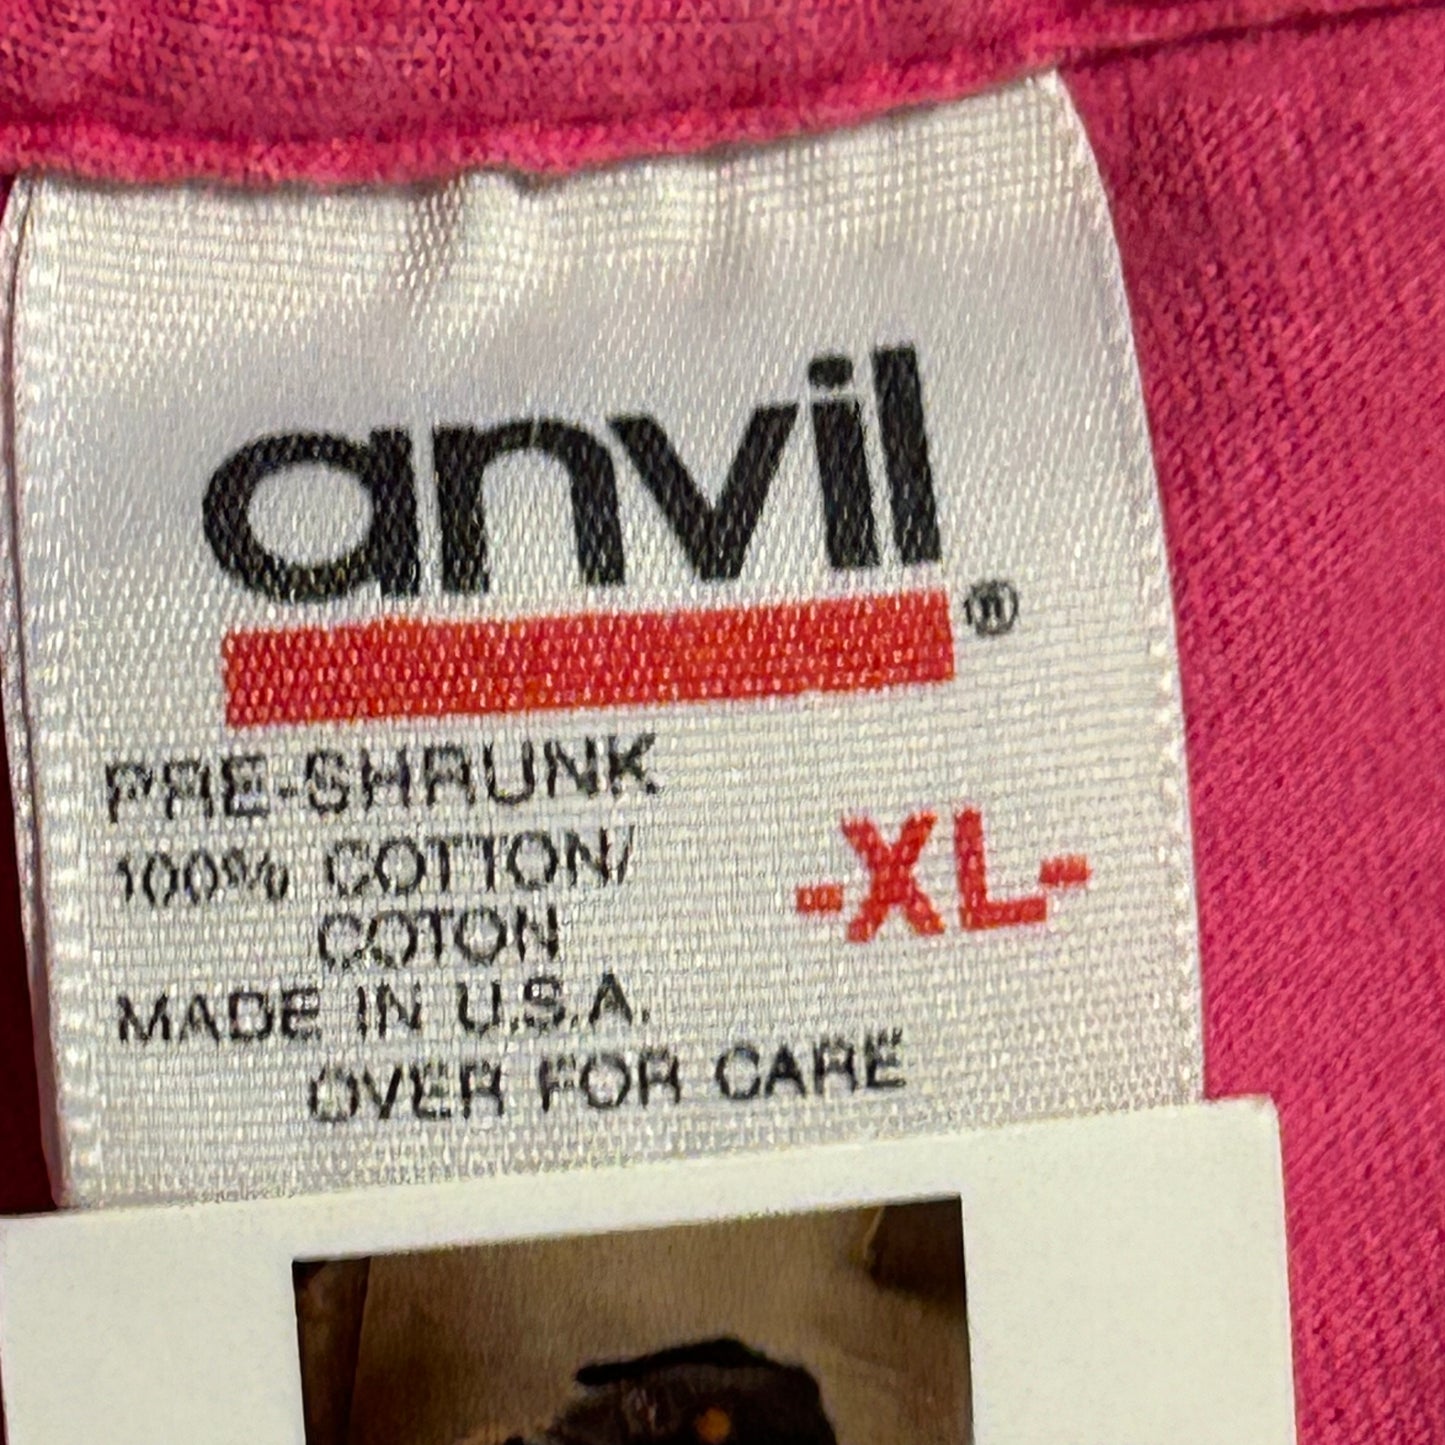 anvil®
PRE-SHRUNK
100% COTTON/
COTON
-XL-
MADE IN U.S.A.
OVER FOR CARE